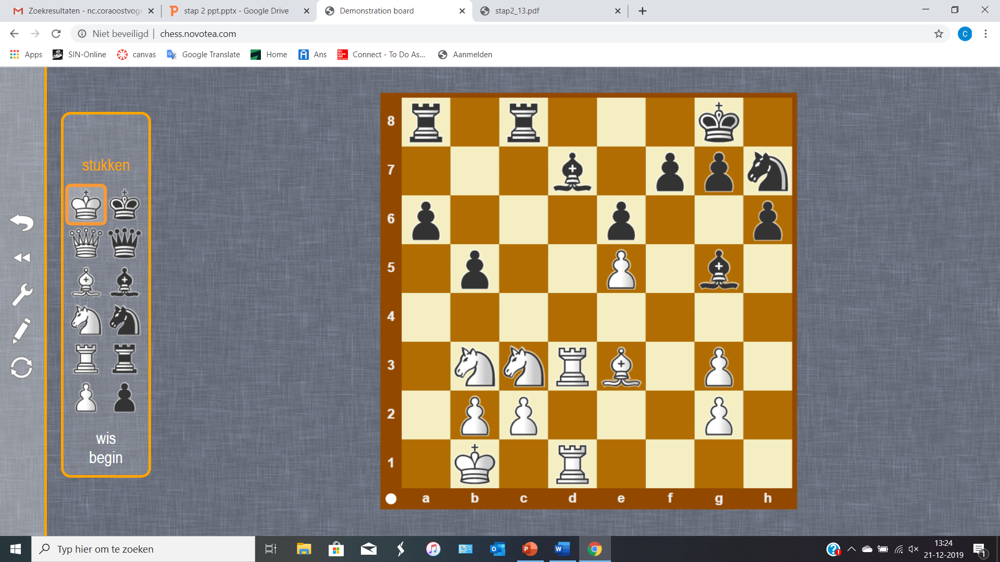 Zoekresultaten - nc.coraoostvoge
stap 2 ppt.pptx - Google Drive
Demonstration board
stap2_13.pdf
Niet beveiligd | chess.novotea.com
C
Apps SIN-Online canvas Google Translate Home Ans Connect - To Do As... Aanmelden
stukken
wis
begin
8
7
6
5
4
3
2
1
a b c d e f g h
Typ hier om te zoeken
13:24
21-12-2019
1